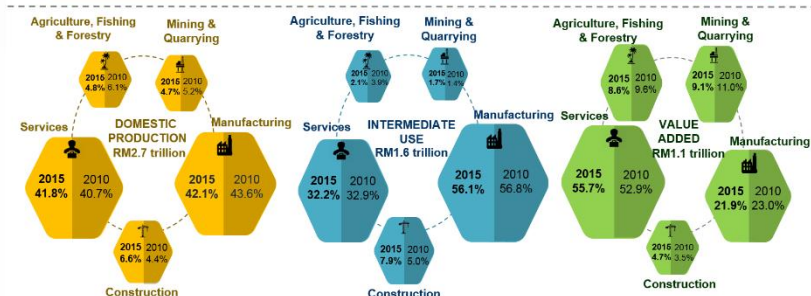 Agriculture, Fishing
& Forestry
Mining &
Quarrying
2015 2010
4.8% 6.1%
2015 2010
4.7% 5.2%
Services
DOMESTIC
PRODUCTION
RM2.7 trillion
Manufacturing
2015 2010
41.8% 40.7%
2015 2010
42.1% 43.6%
6.6% 4.4%
Construction
Agriculture, Fishing
& Forestry
Mining &
Quarrying
2015 2010
2.1% 3.9%
2015 2010
1.7% 1.4%
Services
INTERMEDIATE
USE
RM1.6 trillion
Manufacturing
2015 2010
32.2% 32.9%
2015 2010
56.1% 56.8%
2015 2010
7.9% 5.0%
Construction
Agriculture, Fishing
& Forestry
Mining &
Quarrying
2015 2010
8.6% 9.6%
2015 2010
9.1% 11.0%
Services
VALUE
ADDED
RM1.1 trillion
Manufacturing
2015 2010
55.7% 52.9%
2015 2010
21.9% 23.0%
2010
4.7% 3.5%
Construction